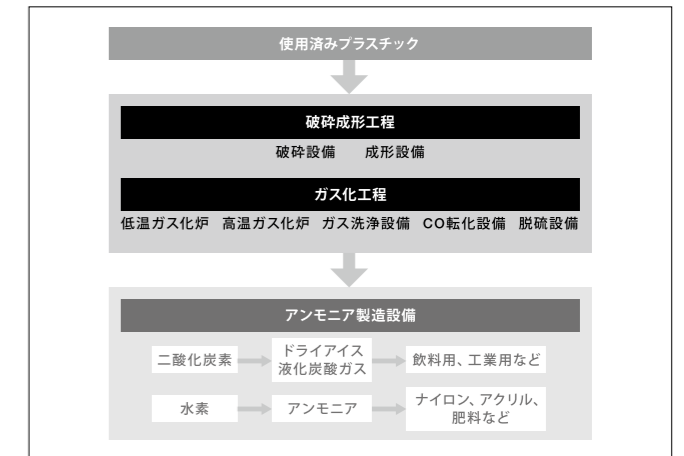 使用済みプラスチック
破砕成形工程
破砕設備 成形設備
ガス化工程
低温ガス化炉 高温ガス化炉 ガス洗浄設備 CO転化設備 脱硫設備
アンモニア製造設備
二酸化炭素
ドライアイス
液化炭酸ガス
飲料用、工業用など
水素
アンモニア
ナイロン、アクリル、
肥料など